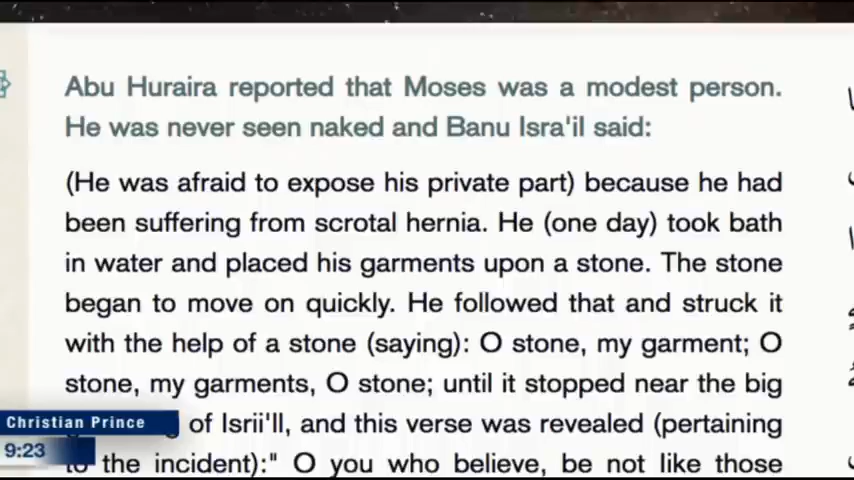 Abu Huraira reported that Moses was a modest person.
He was never seen naked and Banu Isra'il said:
(He was afraid to expose his private part) because he had
been suffering from scrotal hernia. He (one day) took bath
in water and placed his garments upon a stone. The stone
began to move on quickly. He followed that and struck it
with the help of a stone (saying): O stone, my garment; O
stone, my garments, O stone; until it stopped near the big
of Isrii'll, and this verse was revealed (pertaining
the incident):" O you who believe, be not like those
Christian Prince
9:23